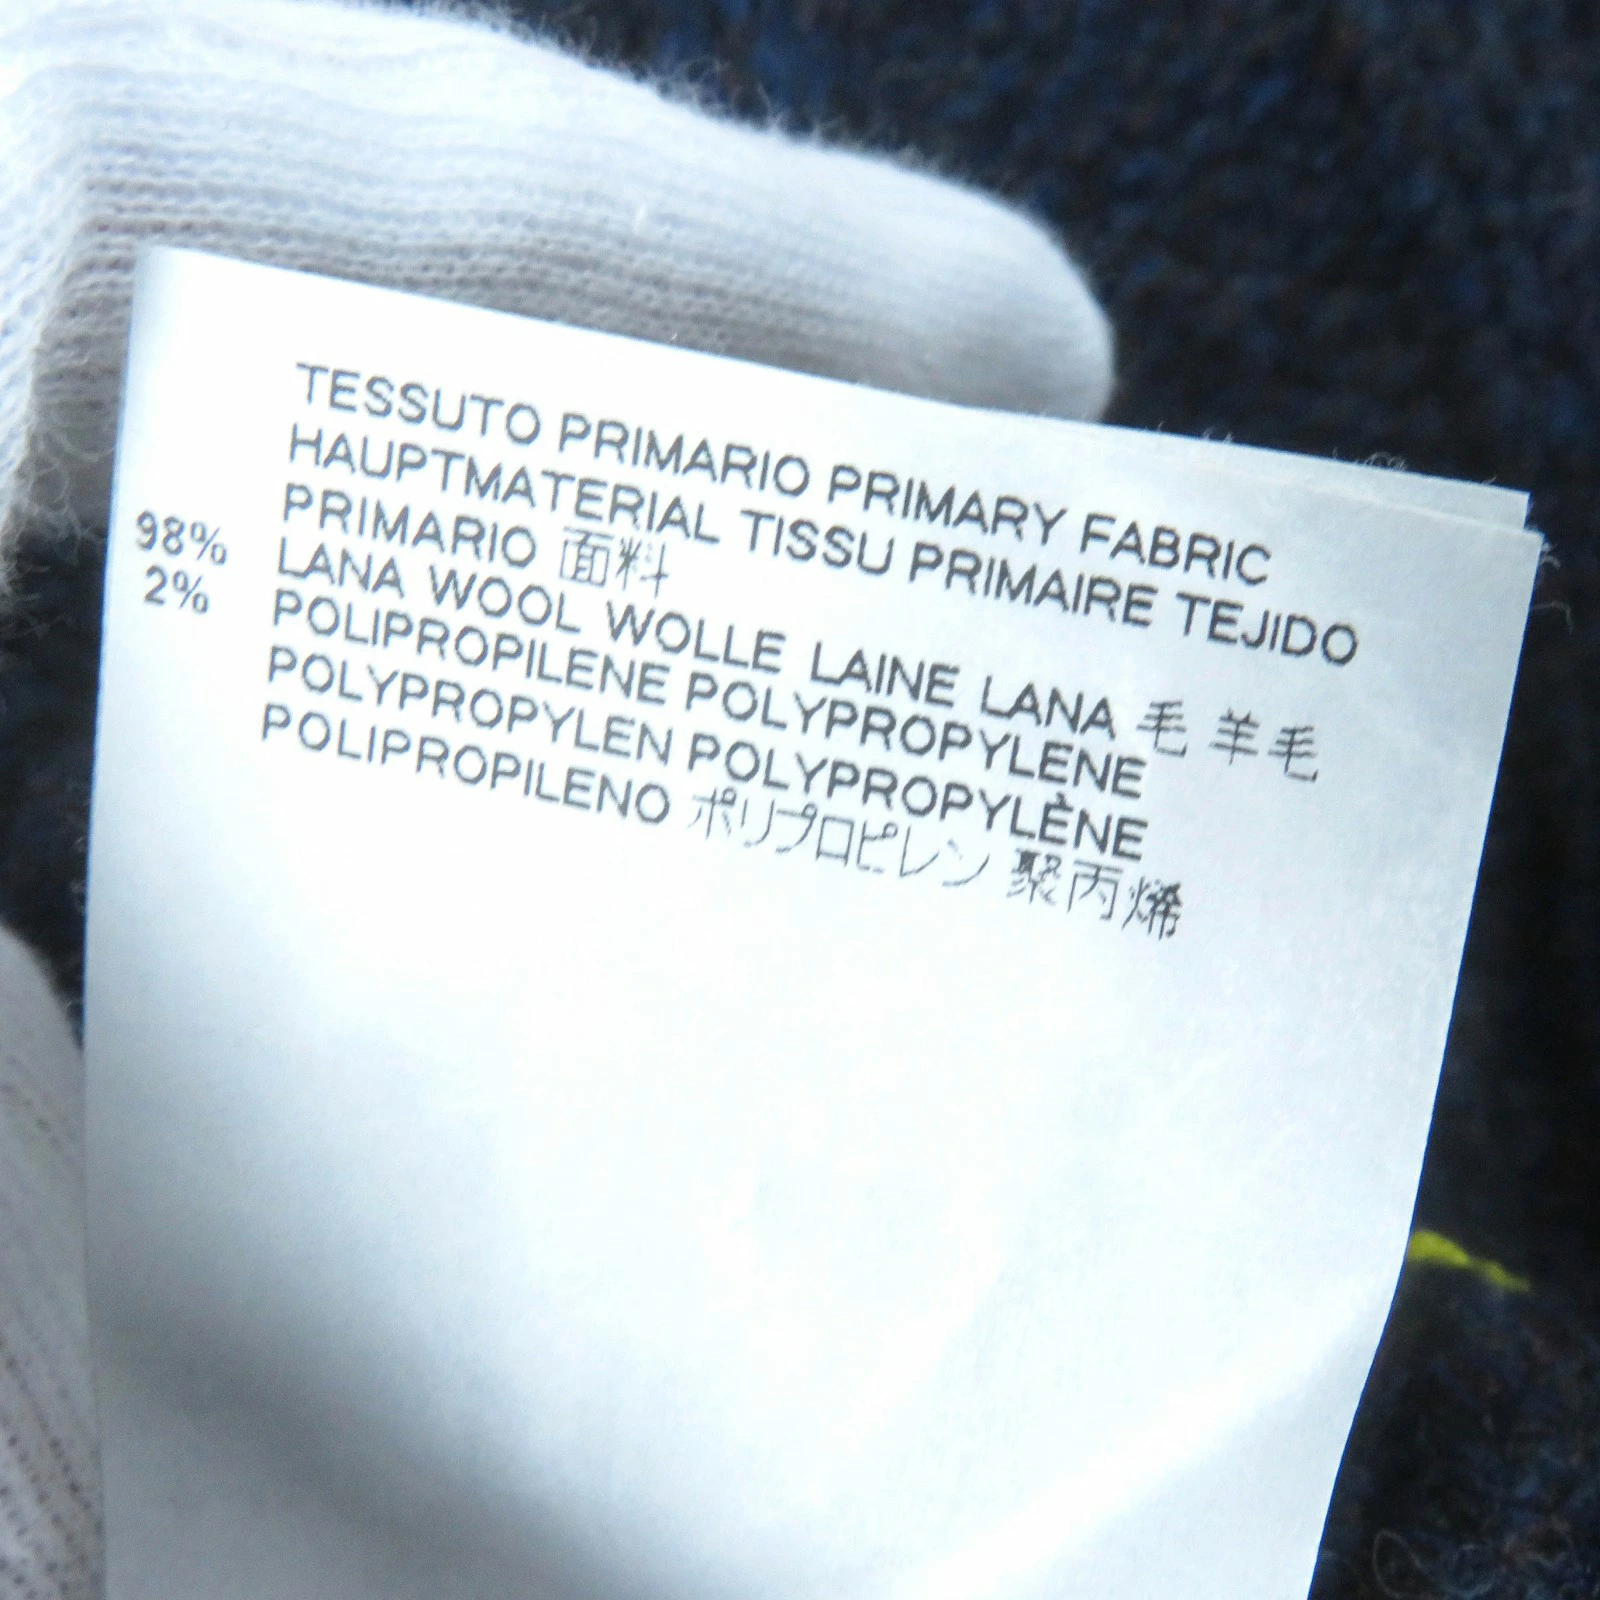 TESSUTO PRIMARIO PRIMARY FABRIC
HAUPTMATERIAL TISSU PRIMAIRE TEJIDO
PRIMARIO 面料
98% LANA WOOL WOLLE LAINE LANA 毛 羊毛
2% POLIPROPILENE POLYPROPYLENE
POLYPROPYLEN POLYPROPYLÈNE
POLIPROPILENO ポリプロピレン 聚丙烯